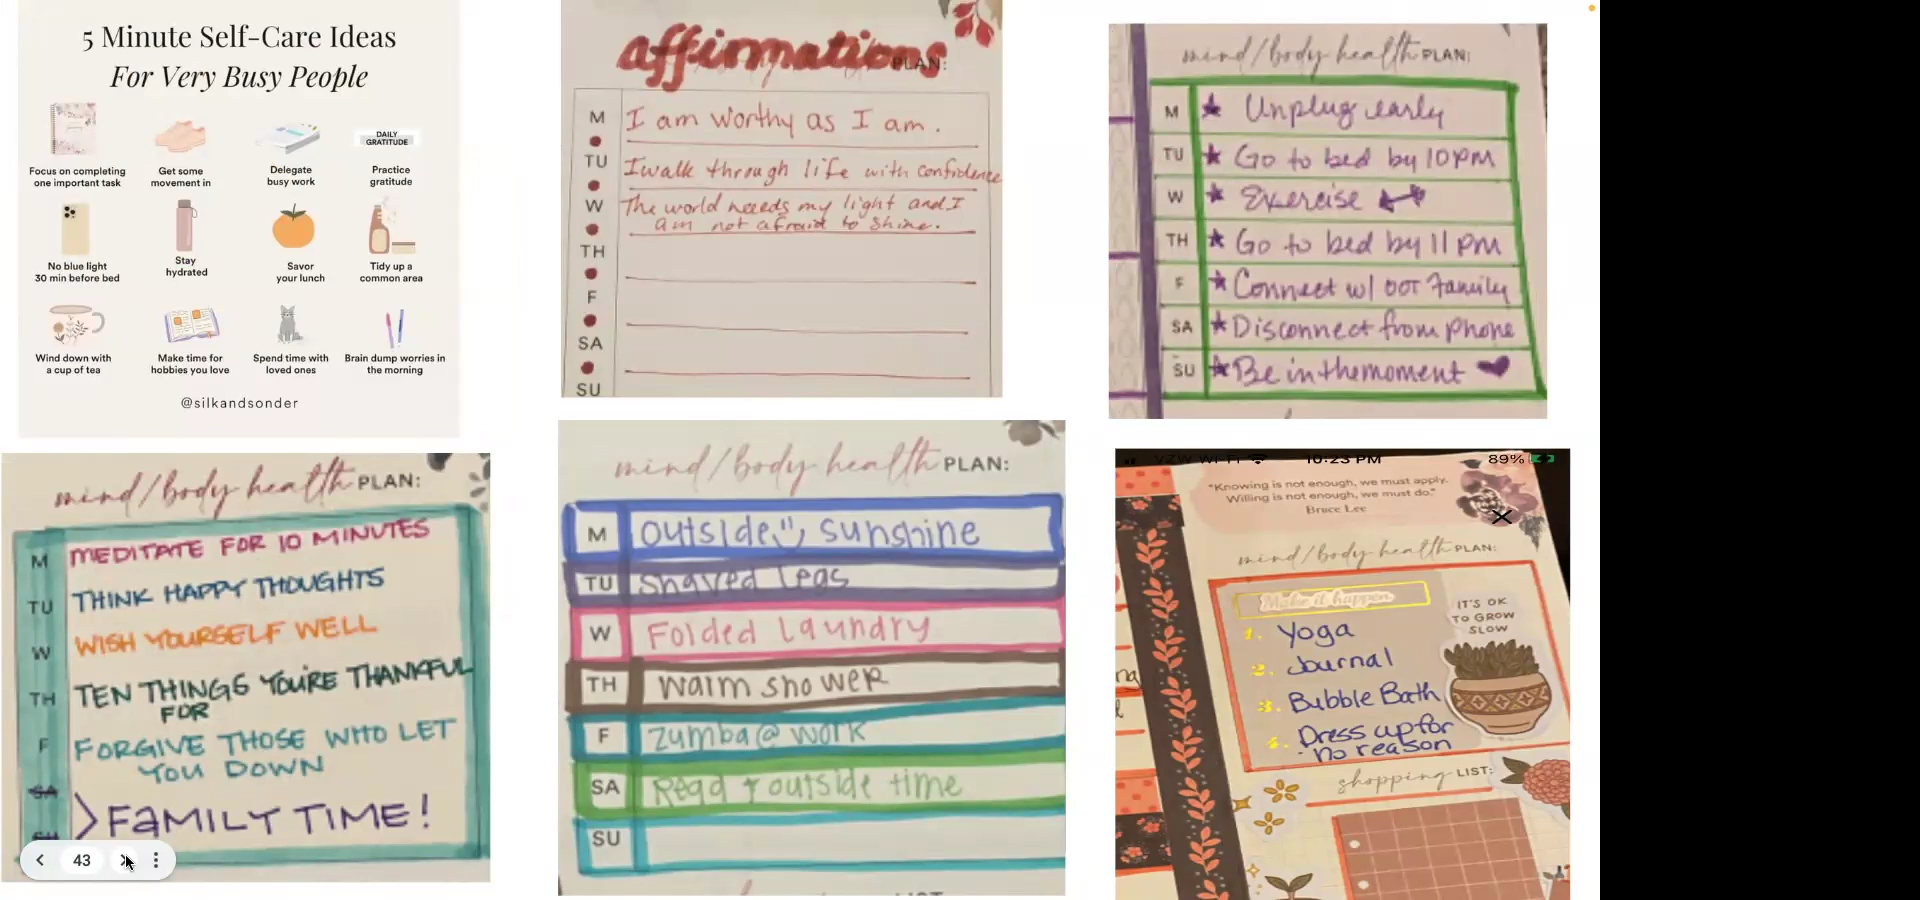 5 Minute Self-Care Ideas
For Very Busy People
DAILY
GRATITUDE
Focus on completing
one important task
Get some
movement in
Delegate
busy work
Practice
gratitude
No blue light
30 min before bed
Stay
hydrated
Savor
your lunch
Tidy up a
common area
Wind down with
a cup of tea
Make time for
hobbies you love
Spend time with
loved ones
Brain dump worries in
the morning
@silkandsonder
affirmations
PLAN:
M I am worthy as I am.
TU I walk through life with confidence
W The world needs my light and I
am not afraid to shine.
TH
F
SA
SU
mind/body health PLAN:
M Unplug early
TU Go to bed by 10pm
W Exercise
TH Go to bed by 11pm
F Connect w/ our Family
SA Disconnect from phone
SU Be in the moment
mind/body health PLAN:
M MEDITATE FOR 10 MINUTES
TU THINK HAPPY THOUGHTS
W WISH YOURSELF WELL
TH TEN THINGS YOU'RE THANKFUL
FOR
F FORGIVE THOSE WHO LET
YOU DOWN
SA
SU
FAMILY TIME!
43
mind/body health PLAN:
M outside sunshine
TU shaved legs
W Folded laundry
TH warm shower
F zumba @ work
SA Read + outside time
SU
LIST:
VZW Wi-Fi 10:23 PM 89%
"Knowing is not enough, we must apply.
Willing is not enough, we must do."
Bruce Lee
mind/body health PLAN:
Make it happen
1. Yoga
2. Journal
3. Bubble Bath
4. Dress up for
no reason
IT'S OK
TO GROW
SLOW
shopping LIST: